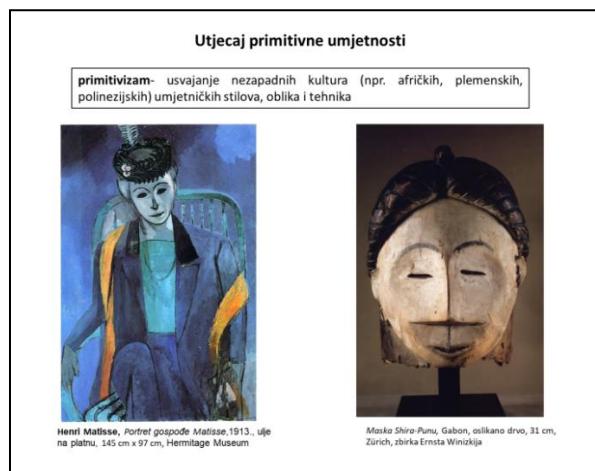 Utjecaj primitivne umjetnosti
primitivizam- usvajanje nezapadnih kultura (npr. afričkih, plemenskih,
polinezijskih) umjetničkih stilova, oblika i tehnika
Henri Matisse, Portret gospođe Matisse,1913., ulje
na platnu, 145 cm x 97 cm, Hermitage Museum
Maska Shira-Punu, Gabon, oslikano drvo, 31 cm,
Zürich, zbirka Ernsta Winizkija